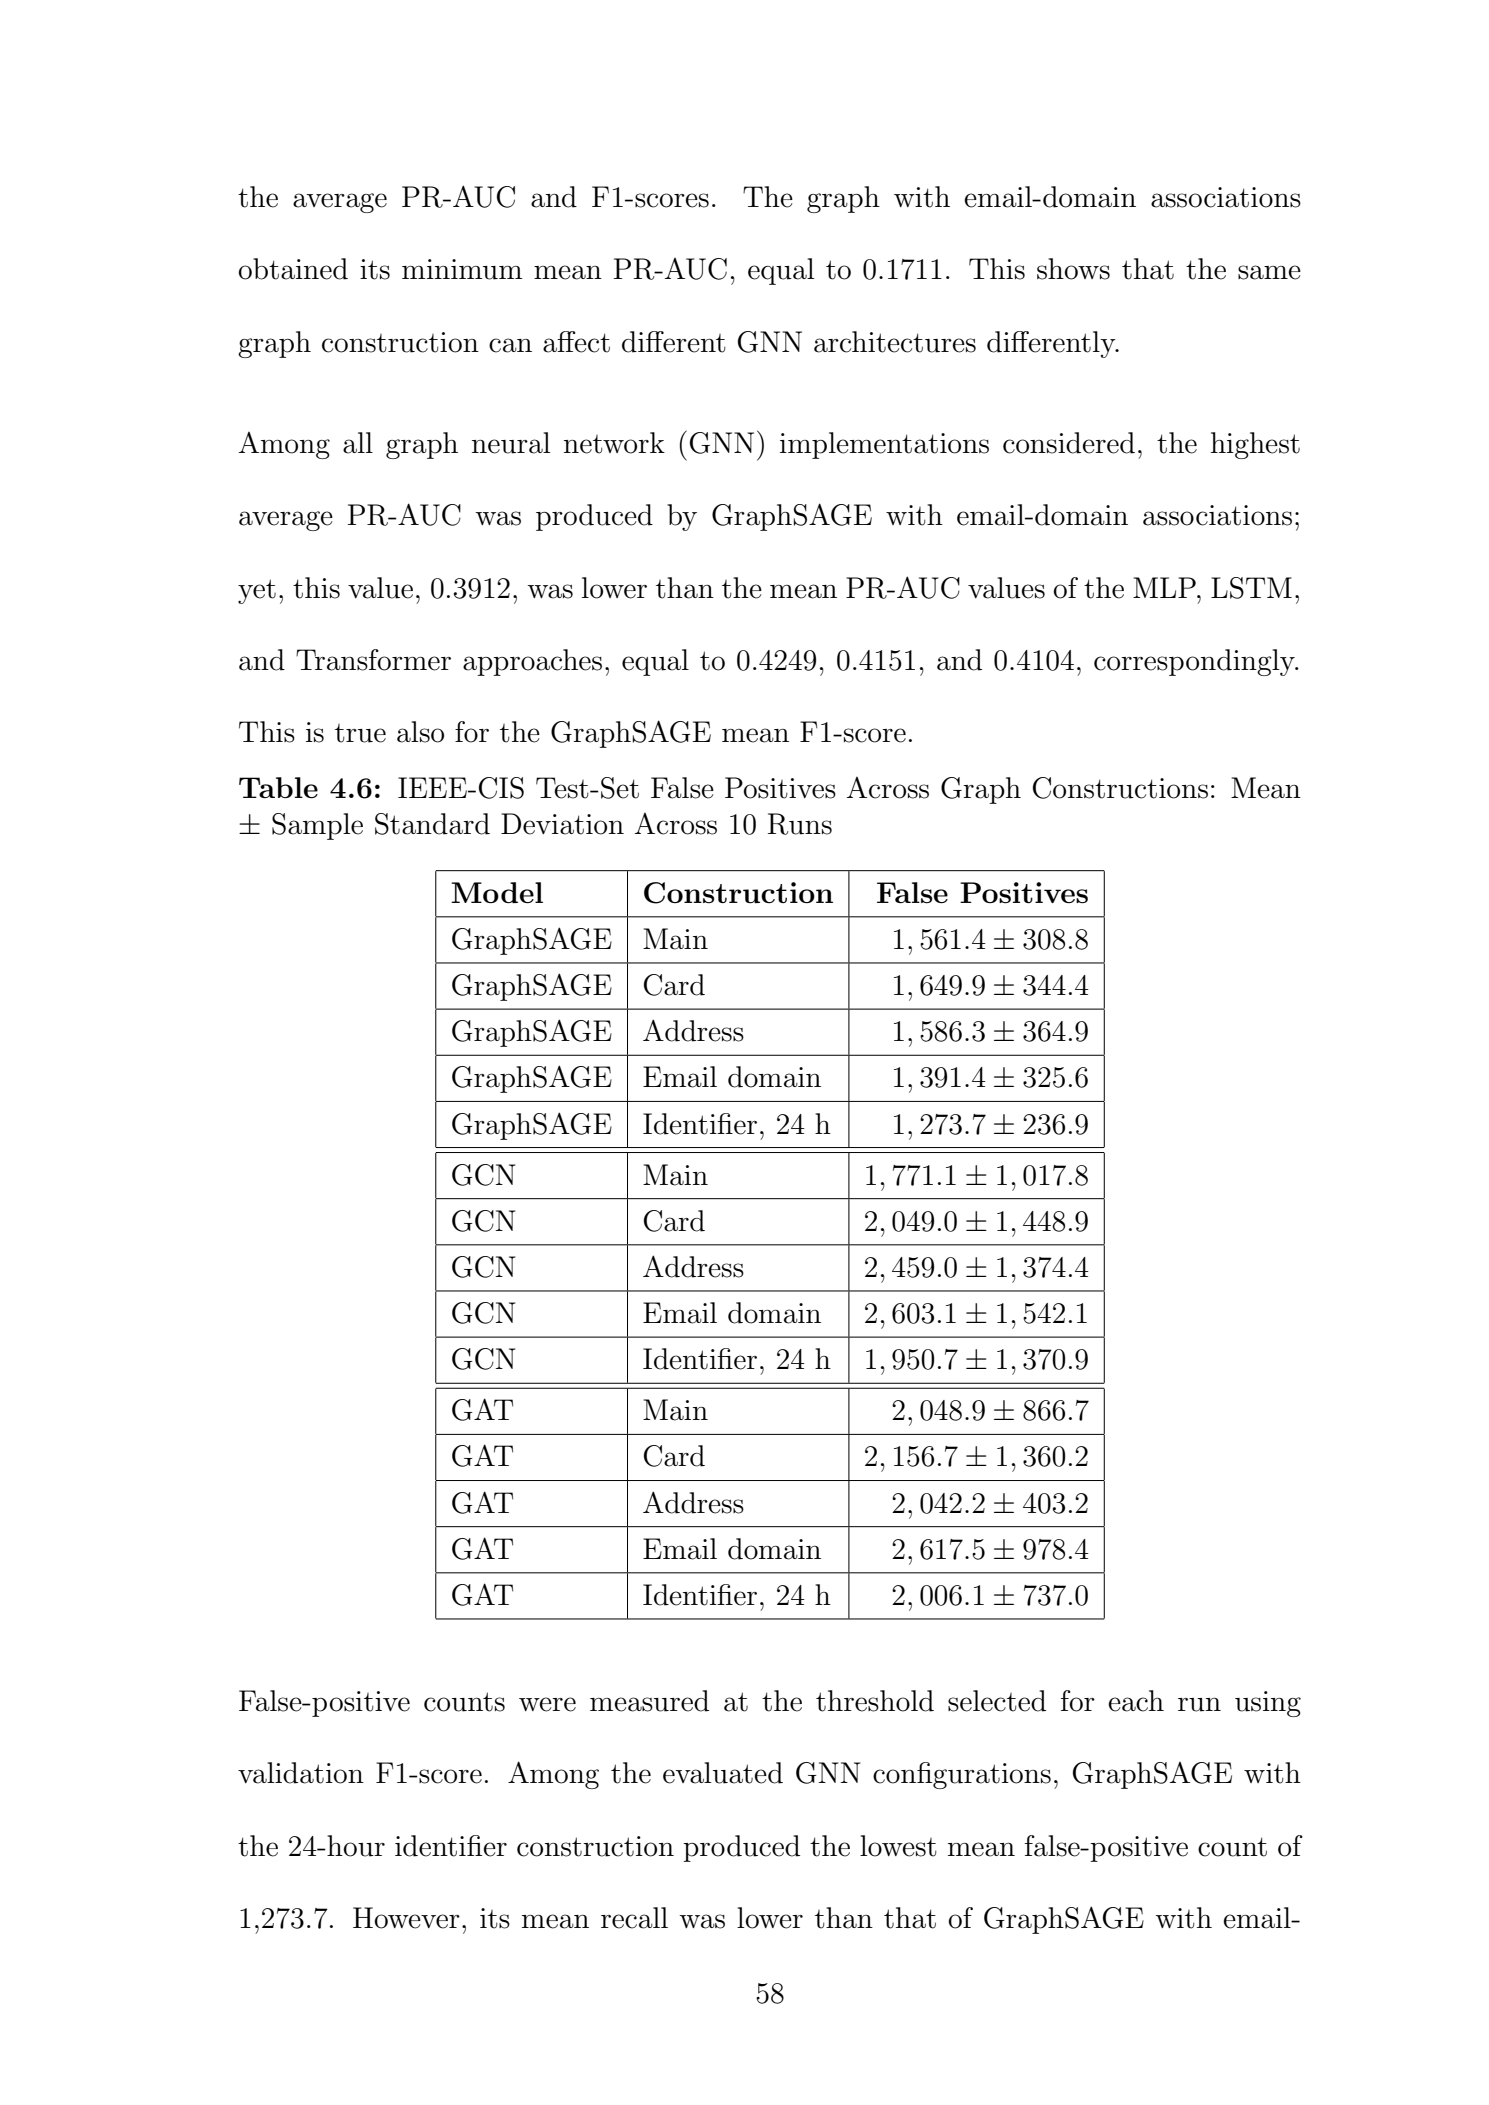 the average PR-AUC and F1-scores. The graph with email-domain associations
obtained its minimum mean PR-AUC, equal to 0.1711. This shows that the same
graph construction can affect different GNN architectures differently.
Among all graph neural network (GNN) implementations considered, the highest
average PR-AUC was produced by GraphSAGE with email-domain associations;
yet, this value, 0.3912, was lower than the mean PR-AUC values of the MLP, LSTM,
and Transformer approaches, equal to 0.4249, 0.4151, and 0.4104, correspondingly.
This is true also for the GraphSAGE mean F1-score.
Table 4.6: IEEE-CIS Test-Set False Positives Across Graph Constructions: Mean
± Sample Standard Deviation Across 10 Runs
Model Construction False Positives
GraphSAGE Main 1, 561.4 ± 308.8
GraphSAGE Card 1, 649.9 ± 344.4
GraphSAGE Address 1, 586.3 ± 364.9
GraphSAGE Email domain 1, 391.4 ± 325.6
GraphSAGE Identifier, 24 h 1, 273.7 ± 236.9
GCN Main 1, 771.1 ± 1, 017.8
GCN Card 2, 049.0 ± 1, 448.9
GCN Address 2, 459.0 ± 1, 374.4
GCN Email domain 2, 603.1 ± 1, 542.1
GCN Identifier, 24 h 1, 950.7 ± 1, 370.9
GAT Main 2, 048.9 ± 866.7
GAT Card 2, 156.7 ± 1, 360.2
GAT Address 2, 042.2 ± 403.2
GAT Email domain 2, 617.5 ± 978.4
GAT Identifier, 24 h 2, 006.1 ± 737.0
False-positive counts were measured at the threshold selected for each run using
validation F1-score. Among the evaluated GNN configurations, GraphSAGE with
the 24-hour identifier construction produced the lowest mean false-positive count of
1,273.7. However, its mean recall was lower than that of GraphSAGE with email-
58